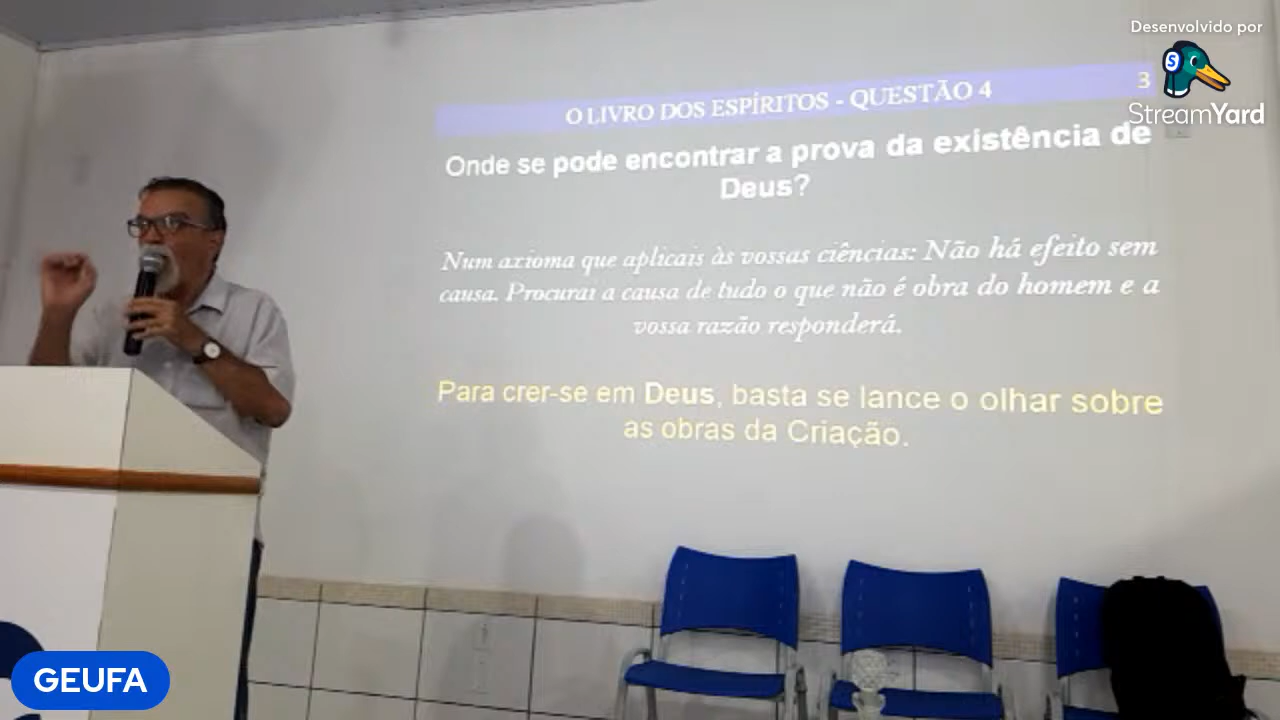 Desenvolvido por
StreamYard
O LIVRO DOS ESPÍRITOS - QUESTÃO 4
3
Onde se pode encontrar a prova da existência de
Deus?
Num axioma que aplicais às vossas ciências: Não há efeito sem
causa. Procurai a causa de tudo o que não é obra do homem e a
vossa razão responderá.
Para crer-se em Deus, basta se lance o olhar sobre
as obras da Criação.
GEUFA